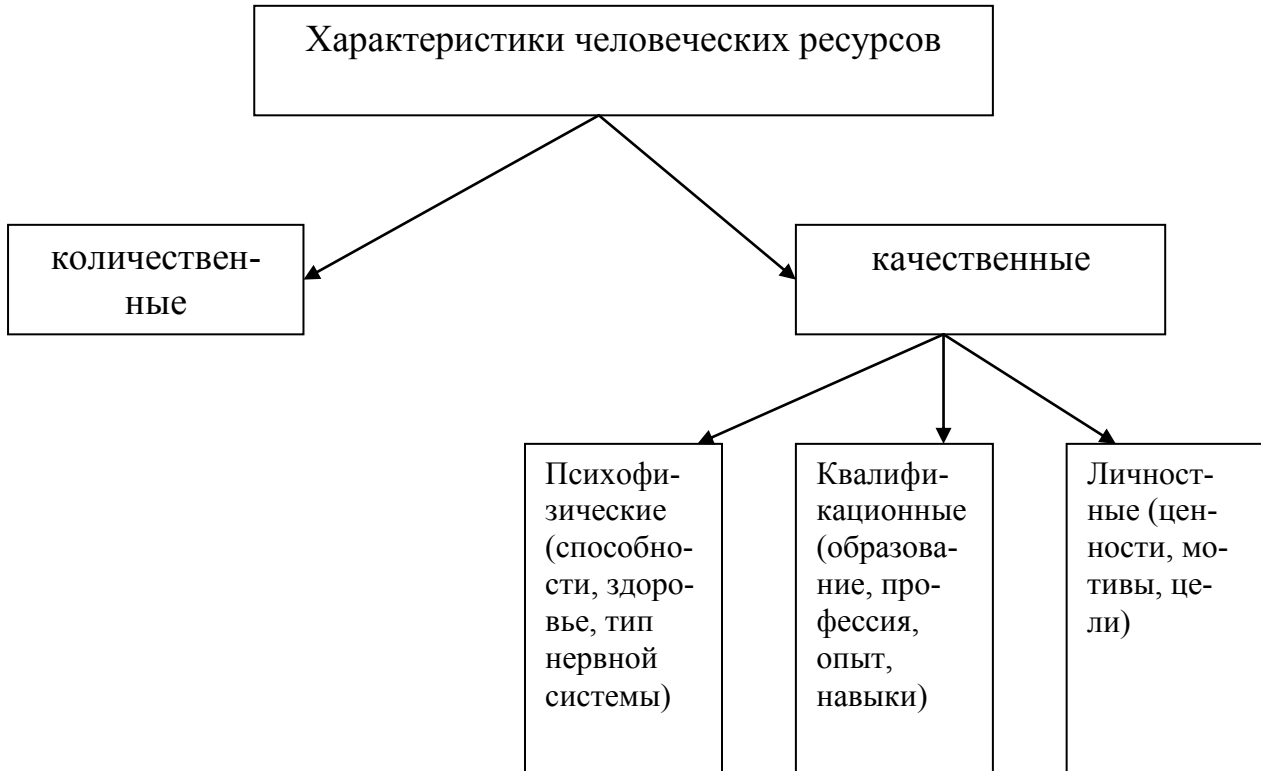 Характеристики человеческих ресурсов
количествен-
ные
качественные
Психофи-
зические
(способно-
сти, здоро-
вье, тип
нервной
системы)
Квалифи-
кационные
(образова-
ние, про-
фессия,
опыт,
навыки)
Личност-
ные (цен-
ности, мо-
тивы, це-
ли)